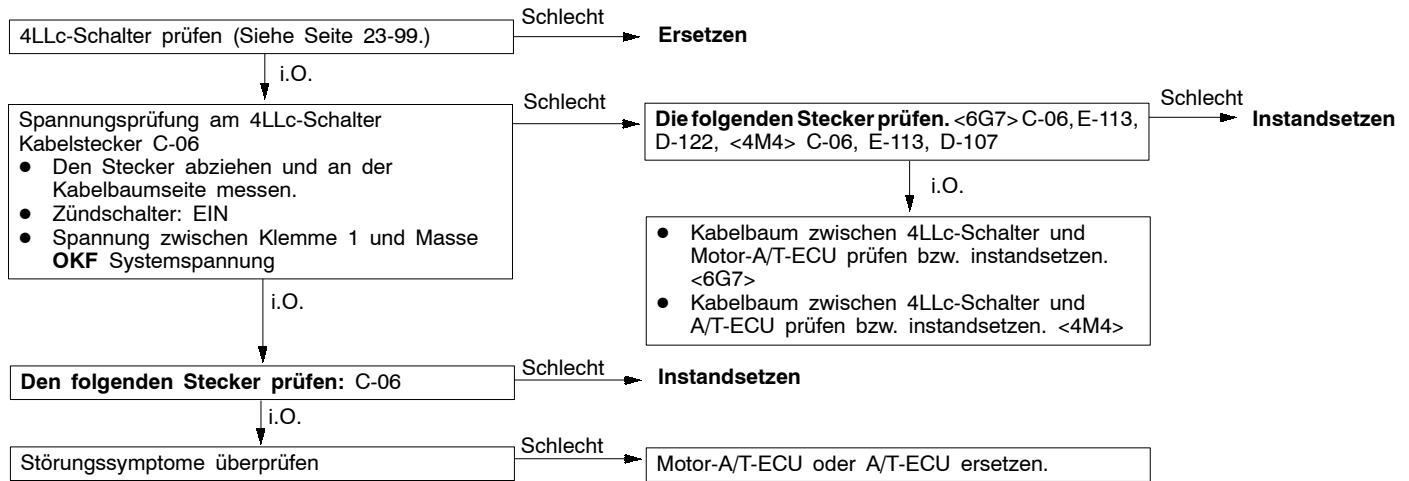 4LLc-Schalter prüfen (Siehe Seite 23-99.)
Schlecht
Ersetzen
i.O.
Spannungsprüfung am 4LLc-Schalter
Kabelstecker C-06
● Den Stecker abziehen und an der
Kabelbaumseite messen.
● Zündschalter: EIN
● Spannung zwischen Klemme 1 und Masse
OKF Systemspannung
Schlecht
Die folgenden Stecker prüfen. <6G7> C-06, E-113,
D-122, <4M4> C-06, E-113, D-107
Schlecht
Instandsetzen
i.O.
● Kabelbaum zwischen 4LLc-Schalter und
Motor-A/T-ECU prüfen bzw. instandsetzen.
<6G7>
● Kabelbaum zwischen 4LLc-Schalter und
A/T-ECU prüfen bzw. instandsetzen. <4M4>
i.O.
Den folgenden Stecker prüfen: C-06
Schlecht
Instandsetzen
i.O.
Störungssymptome überprüfen
Schlecht
Motor-A/T-ECU oder A/T-ECU ersetzen.